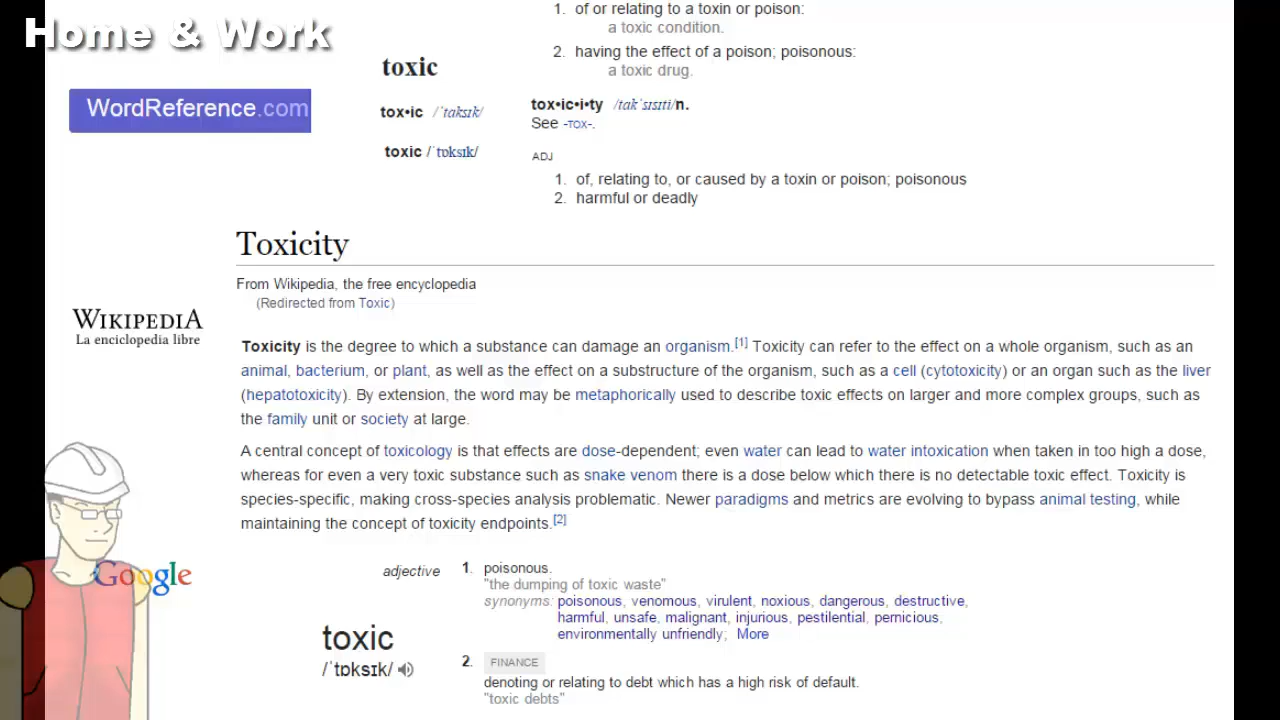 Home & Work
WordReference.com
1. of or relating to a toxin or poison:
a toxic condition.
2. having the effect of a poison; poisonous:
a toxic drug.
toxic
tox•ic /ˈtaksɪk/
tox•ic•i•ty /takˈsɪsɪti/n.
See -TOX-.
toxic /ˈtɒksɪk/
ADJ
1. of, relating to, or caused by a toxin or poison; poisonous
2. harmful or deadly
Toxicity
From Wikipedia, the free encyclopedia
(Redirected from Toxic)
WIKIPEDIA
La enciclopedia libre
Toxicity is the degree to which a substance can damage an organism.[1] Toxicity can refer to the effect on a whole organism, such as an
animal, bacterium, or plant, as well as the effect on a substructure of the organism, such as a cell (cytotoxicity) or an organ such as the liver
(hepatotoxicity). By extension, the word may be metaphorically used to describe toxic effects on larger and more complex groups, such as
the family unit or society at large.
A central concept of toxicology is that effects are dose-dependent; even water can lead to water intoxication when taken in too high a dose,
whereas for even a very toxic substance such as snake venom there is a dose below which there is no detectable toxic effect. Toxicity is
species-specific, making cross-species analysis problematic. Newer paradigms and metrics are evolving to bypass animal testing, while
maintaining the concept of toxicity endpoints.[2]
Google
toxic
/ˈtɒksɪk/
adjective
1. poisonous.
"the dumping of toxic waste"
synonyms: poisonous, venomous, virulent, noxious, dangerous, destructive,
harmful, unsafe, malignant, injurious, pestilential, pernicious,
environmentally unfriendly; More
2. FINANCE
denoting or relating to debt which has a high risk of default.
"toxic debts"